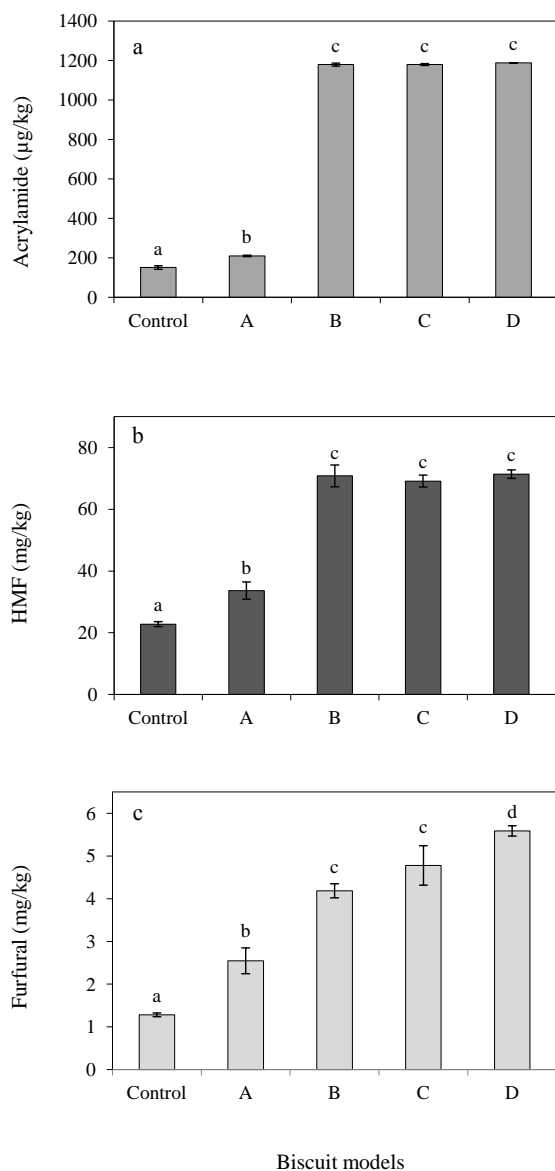 a
Acrylamide (µg/kg)
1400
1200
1000
800
600
400
200
0
a
b
c
c
c
Control A B C D
b
HMF (mg/kg)
80
60
40
20
0
a
b
c
c
c
Control A B C D
c
Furfural (mg/kg)
6
5
4
3
2
1
0
a
b
c
c
d
Control A B C D
Biscuit models